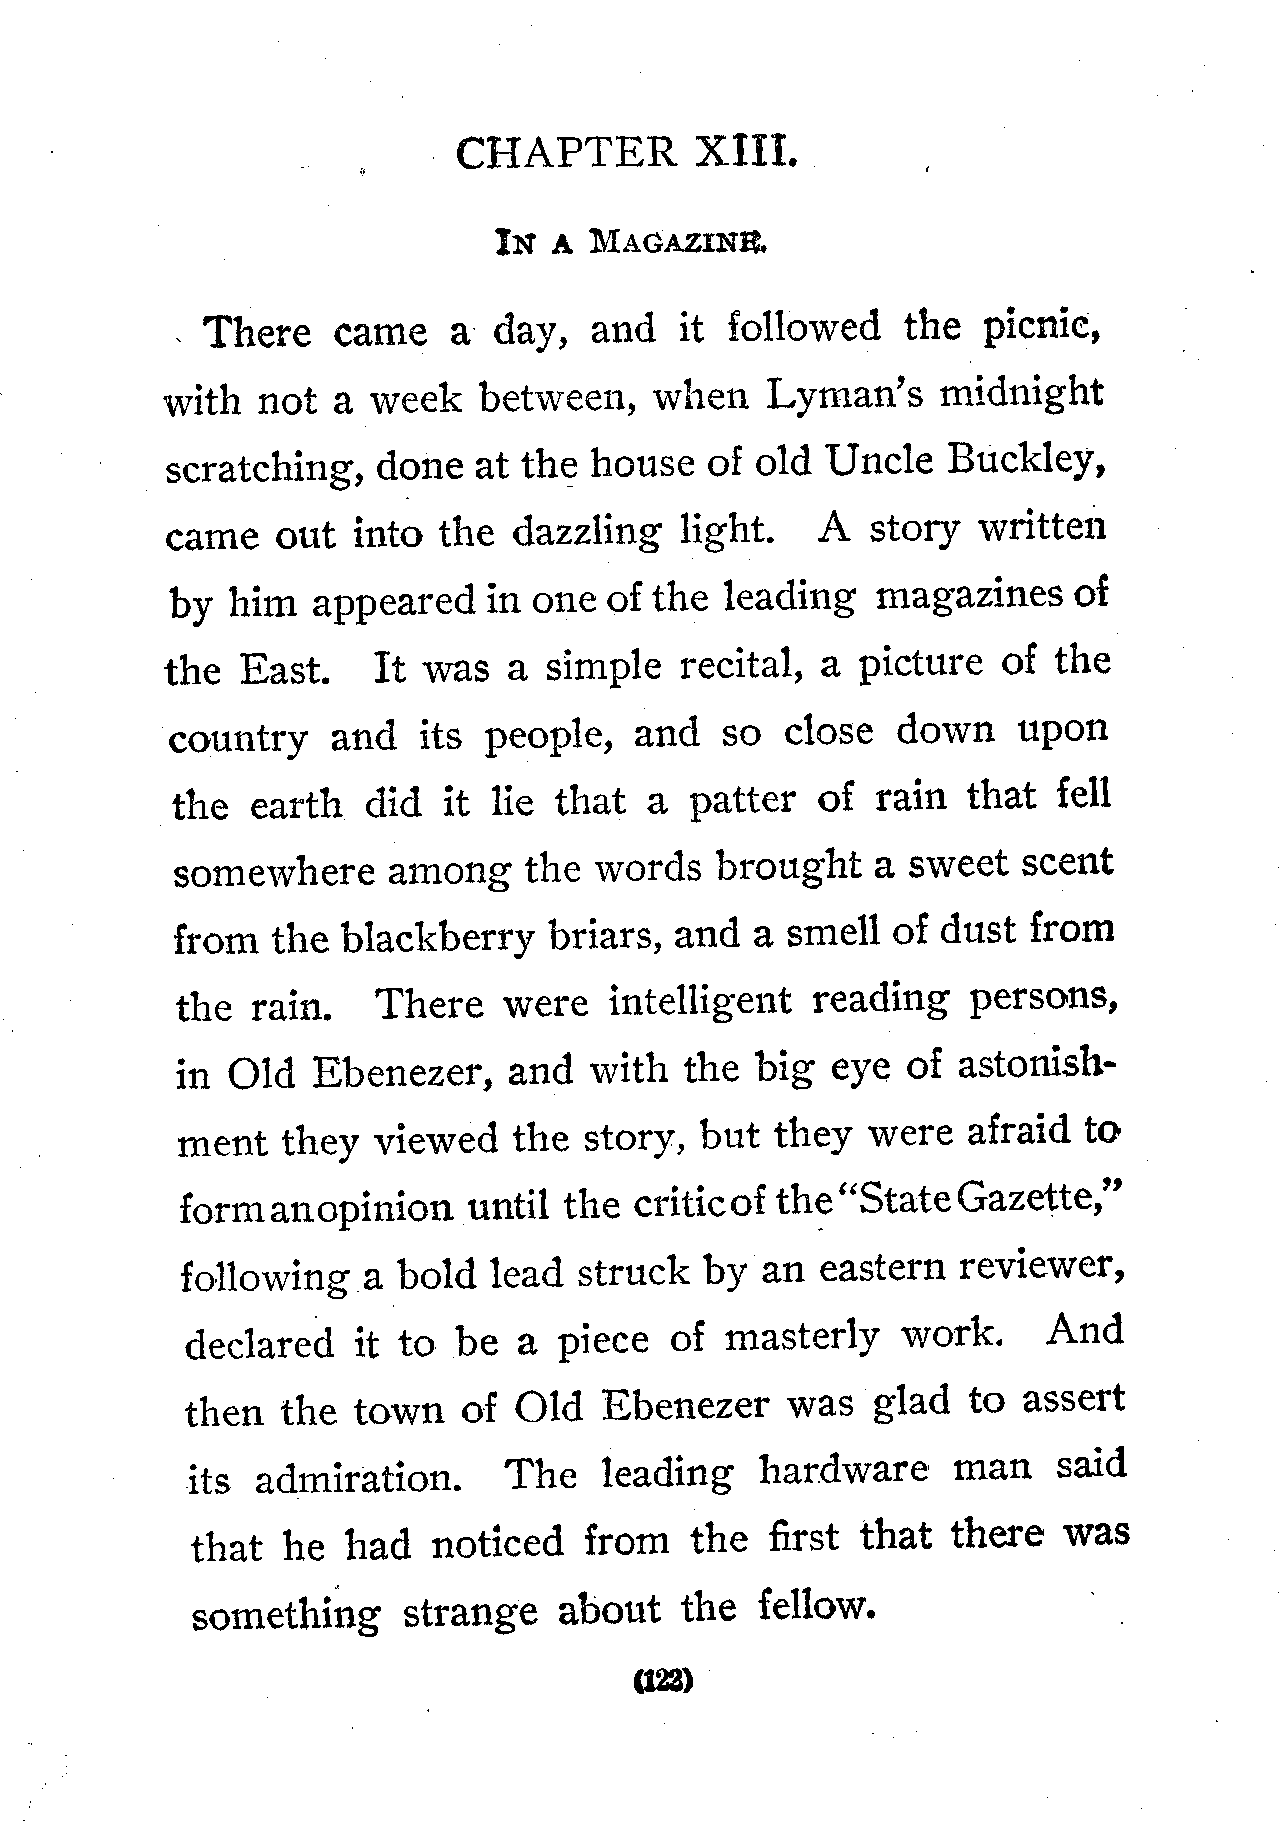 CHAPTER XIII.
In a Magazine.
There came a day, and it followed the picnic,
with not a week between, when Lyman's midnight
scratching, done at the house of old Uncle Buckley,
came out into the dazzling light. A story written
by him appeared in one of the leading magazines of
the East. It was a simple recital, a picture of the
country and its people, and so close down upon
the earth did it lie that a patter of rain that fell
somewhere among the words brought a sweet scent
from the blackberry briars, and a smell of dust from
the rain. There were intelligent reading persons,
in Old Ebenezer, and with the big eye of astonish-
ment they viewed the story, but they were afraid to
form an opinion until the critic of the “State Gazette,”
following a bold lead struck by an eastern reviewer,
declared it to be a piece of masterly work. And
then the town of Old Ebenezer was glad to assert
its admiration. The leading hardware man said
that he had noticed from the first that there was
something strange about the fellow.
(122)